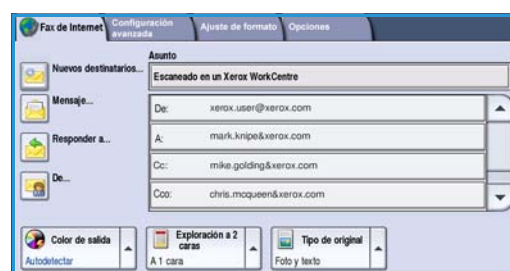 Fax de Internet
Configuración avanzada
Ajuste de formato
Opciones
Asunto
Nuevos destinatarios...
Escaneado en un Xerox WorkCentre
Mensaje...
De: xerox.user@xerox.com
Responder a...
A: mark.knipe&xerox.com
Cc: mike.golding&xerox.com
De...
Cco: chris.mcqueen&xerox.com
Color de salida
Autodetectar
Exploración a 2 caras
A 1 cara
Tipo de original
Foto y texto